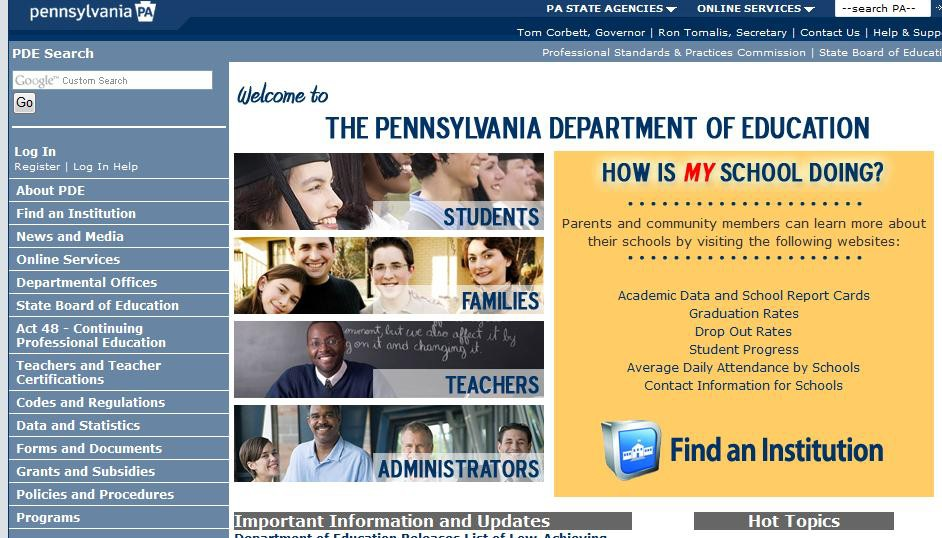 pennsylvania PA
PA STATE AGENCIES ONLINE SERVICES --search PA--
Tom Corbett, Governor | Ron Tomalis, Secretary | Contact Us | Help & Supp
Professional Standards & Practices Commission | State Board of Educati
PDE Search
Google™ Custom Search
Go
Log In
Register | Log In Help
About PDE
Find an Institution
News and Media
Online Services
Departmental Offices
State Board of Education
Act 48 - Continuing
Professional Education
Teachers and Teacher
Certifications
Codes and Regulations
Data and Statistics
Forms and Documents
Grants and Subsidies
Policies and Procedures
Programs
Welcome to
THE PENNSYLVANIA DEPARTMENT OF EDUCATION
STUDENTS
FAMILIES
but we also affect it by
on it and changing it.
TEACHERS
ADMINISTRATORS
HOW IS MY SCHOOL DOING?
Parents and community members can learn more about
their schools by visiting the following websites:
Academic Data and School Report Cards
Graduation Rates
Drop Out Rates
Student Progress
Average Daily Attendance by Schools
Contact Information for Schools
Find an Institution
Important Information and Updates
Department of Education Releases List of Low-Achieving
Hot Topics